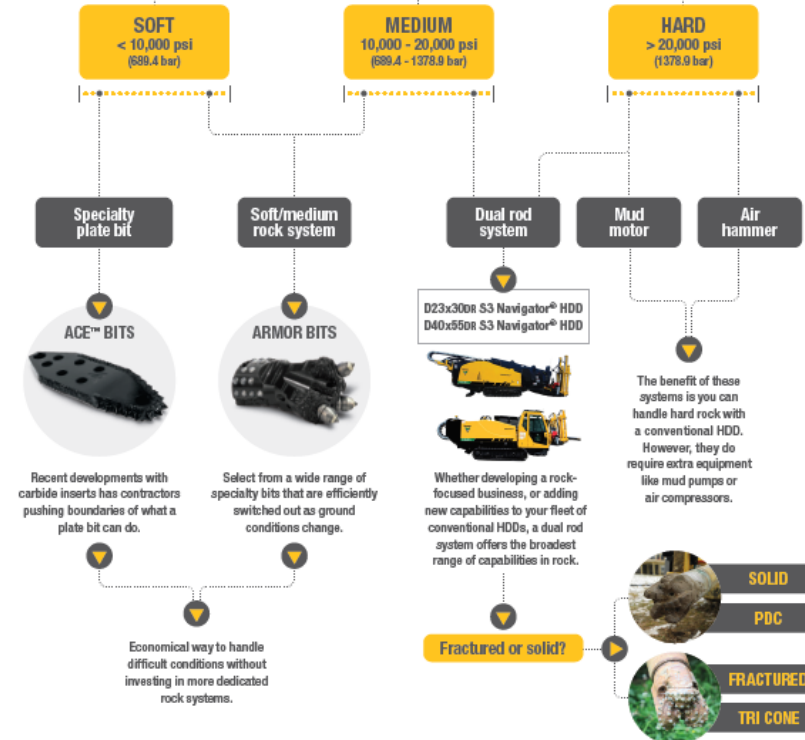 SOFT
< 10,000 psi
(689.4 bar)
MEDIUM
10,000 - 20,000 psi
(689.4 - 1378.9 bar)
HARD
> 20,000 psi
(1378.9 bar)
Specialty
plate bit
Soft/medium
rock system
Dual rod
system
Mud
motor
Air
hammer
ACE™ BITS
Recent developments with
carbide inserts has contractors
pushing boundaries of what a
plate bit can do.
ARMOR BITS
Select from a wide range of
specialty bits that are efficiently
switched out as ground
conditions change.
Economical way to handle
difficult conditions without
investing in more dedicated
rock systems.
D23x30DR S3 Navigator® HDD
D40x55DR S3 Navigator® HDD
Whether developing a rock-
focused business, or adding
new capabilities to your fleet of
conventional HDDs, a dual rod
system offers the broadest
range of capabilities in rock.
Fractured or solid?
The benefit of these
systems is you can
handle hard rock with
a conventional HDD.
However, they do
require extra equipment
like mud pumps or
air compressors.
SOLID
PDC
FRACTURED
TRI CONE